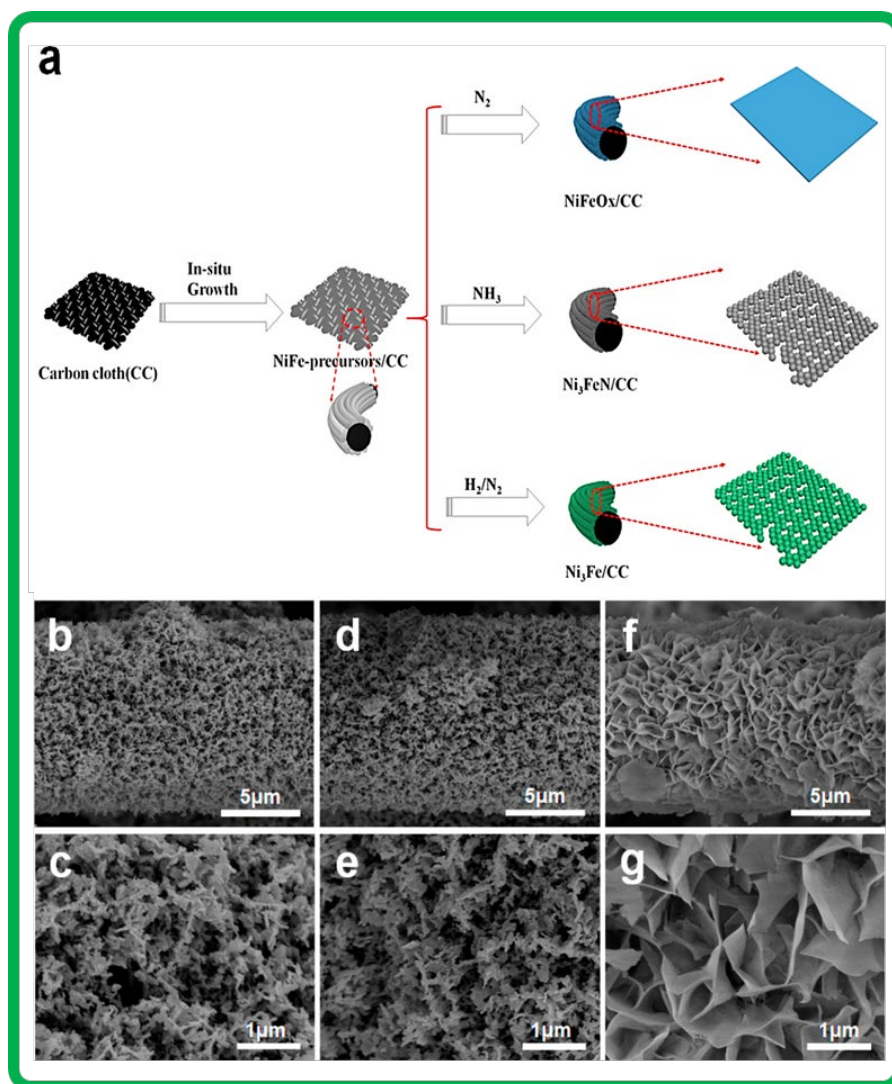 a
N₂
NiFeOx/CC
In-situ
Growth
NH₃
Carbon cloth(CC)
NiFe-precursors/CC
Ni₃FeN/CC
H₂/N₂
Ni₃Fe/CC
b
5μm
d
5μm
f
5μm
c
1μm
e
1μm
g
1μm